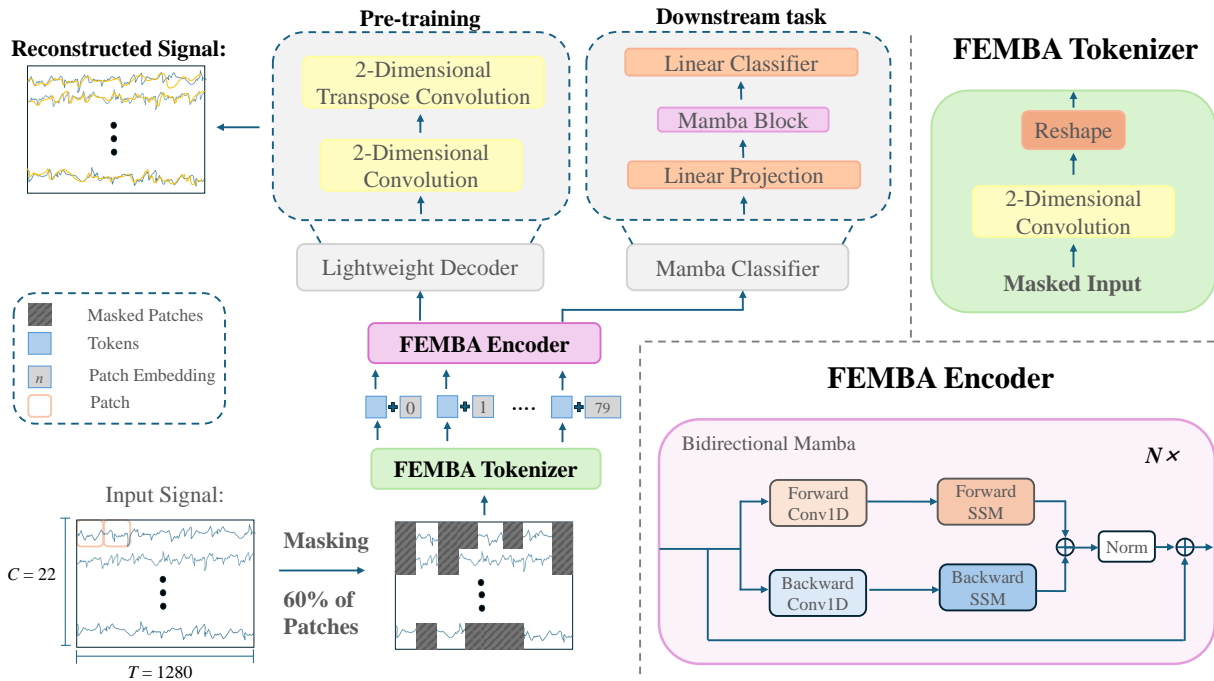 Pre-training
Downstream task
Reconstructed Signal:
2-Dimensional
Transpose Convolution
2-Dimensional
Convolution
Linear Classifier
Mamba Block
Linear Projection
FEMBA Tokenizer
Reshape
2-Dimensional
Convolution
Masked Input
Lightweight Decoder
Mamba Classifier
Masked Patches
Tokens
n
Patch Embedding
Patch
FEMBA Encoder
0
1
....
79
FEMBA Tokenizer
Input Signal:
C = 22
T = 1280
Masking
60% of
Patches
FEMBA Encoder
Bidirectional Mamba
N ×
Forward
Conv1D
Forward
SSM
Backward
Conv1D
Backward
SSM
Norm